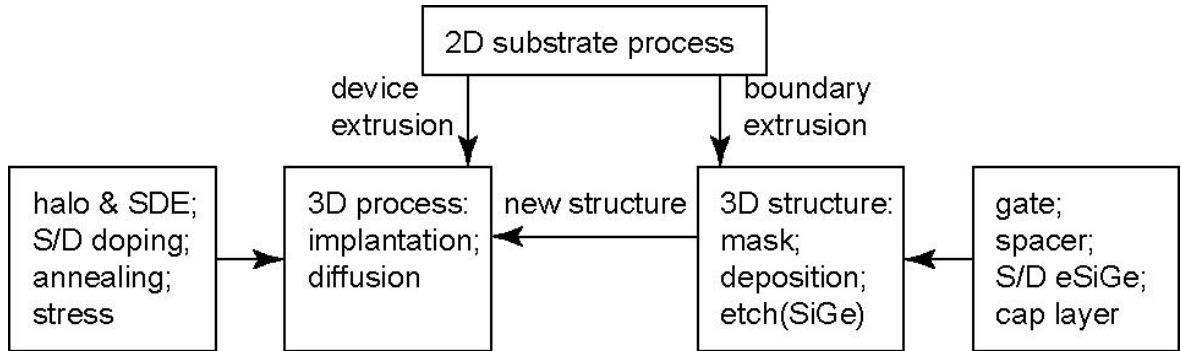 2D substrate process
device
extrusion
boundary
extrusion
halo & SDE;
S/D doping;
annealing;
stress
3D process:
implantation;
diffusion
new structure
3D structure:
mask;
deposition;
etch(SiGe)
gate;
spacer;
S/D eSiGe;
cap layer